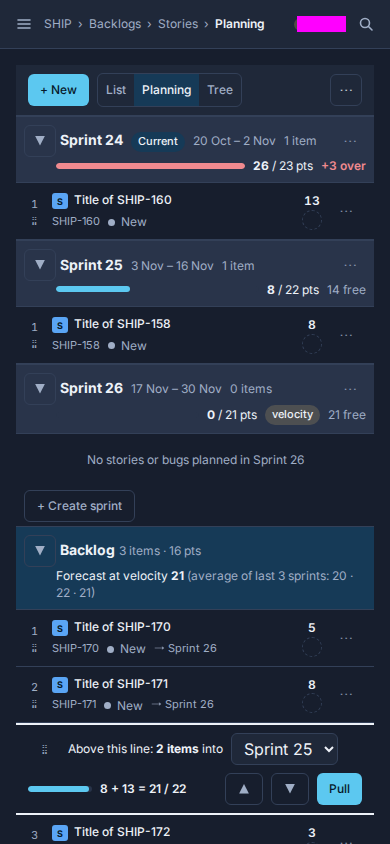 SHIP › Backlogs › Stories › Planning
+ New List Planning Tree ...
Sprint 24 Current 20 Oct – 2 Nov 1 item ...
26 / 23 pts +3 over
1 S Title of SHIP-160 13
SHIP-160 New ...
Sprint 25 3 Nov – 16 Nov 1 item ...
8 / 22 pts 14 free
1 S Title of SHIP-158 8
SHIP-158 New ...
Sprint 26 17 Nov – 30 Nov 0 items ...
0 / 21 pts velocity 21 free
No stories or bugs planned in Sprint 26
+ Create sprint
Backlog 3 items · 16 pts
Forecast at velocity 21 (average of last 3 sprints: 20 ·
22 · 21)
1 S Title of SHIP-170 5
SHIP-170 New → Sprint 26 ...
2 S Title of SHIP-171 8
SHIP-171 New → Sprint 26 ...
Above this line: 2 items into Sprint 25
8 + 13 = 21 / 22 ▲ ▼ Pull
3 S Title of SHIP-172 3